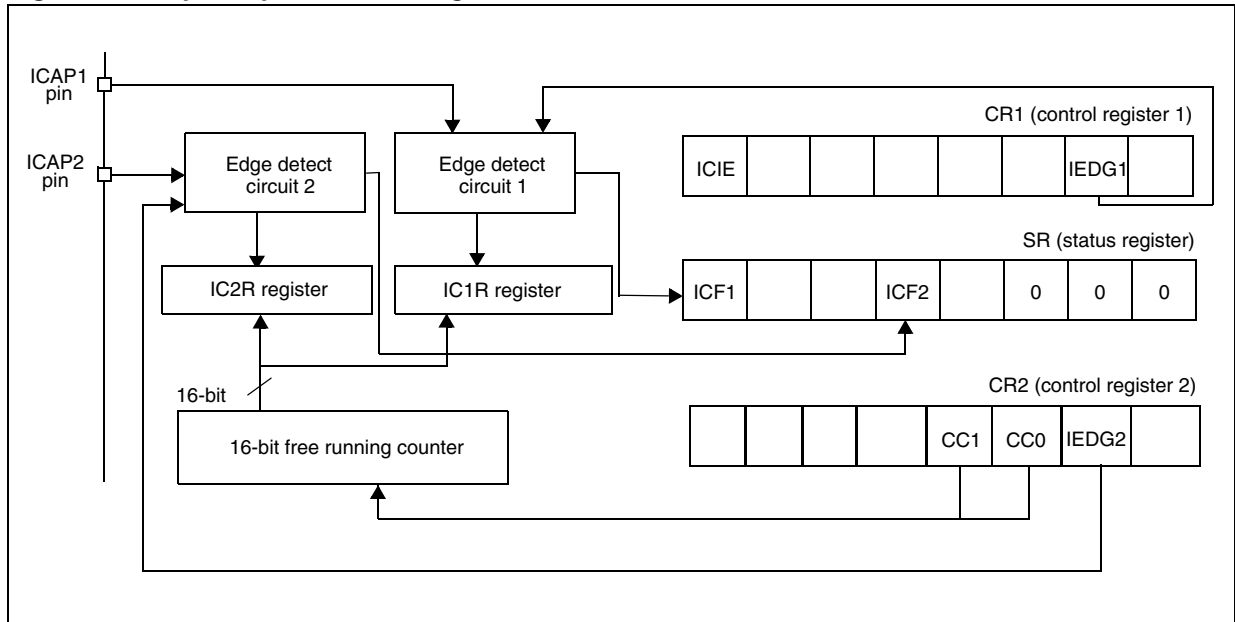 ICAP1
pin
CR1 (control register 1)
ICAP2
pin
Edge detect
circuit 2
Edge detect
circuit 1
ICIE
IEDG1
SR (status register)
IC2R register
IC1R register
ICF1
ICF2
0
0
0
16-bit
CR2 (control register 2)
16-bit free running counter
CC1
CC0
IEDG2